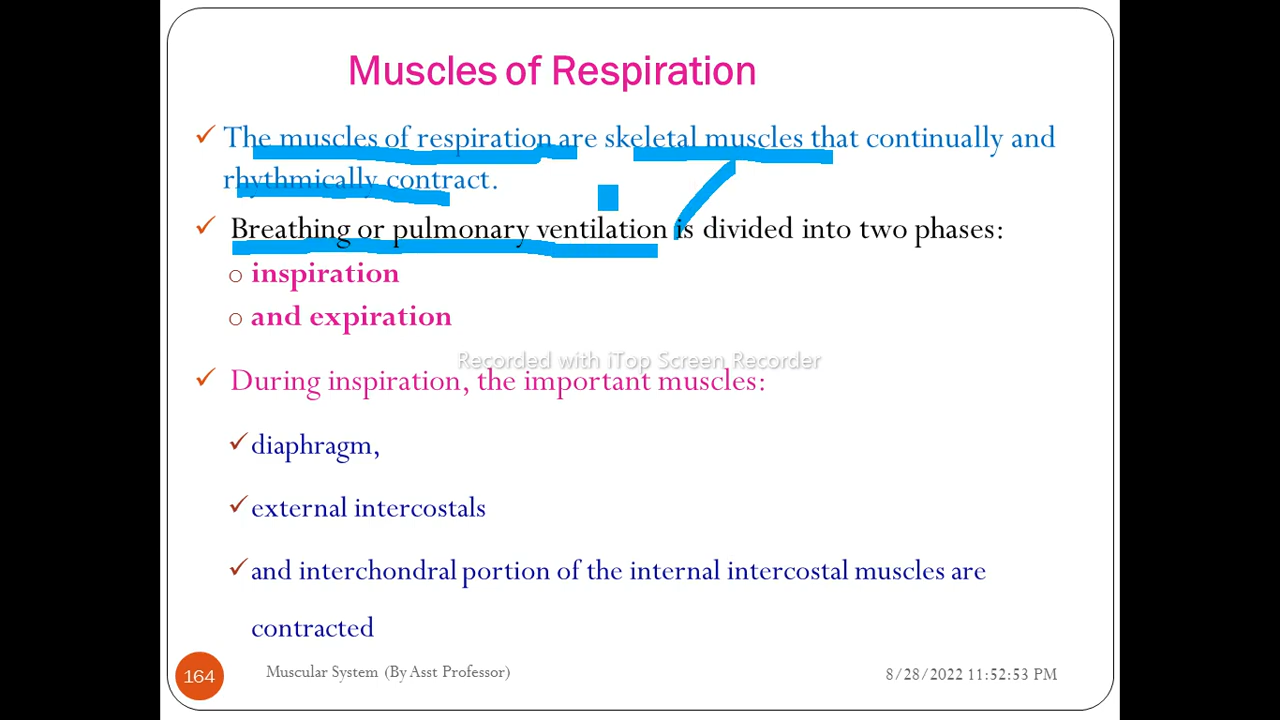 Muscles of Respiration
✓ The muscles of respiration are skeletal muscles that continually and
rhythmically contract.
✓ Breathing or pulmonary ventilation is divided into two phases:
o inspiration
o and expiration
Recorded with iTop Screen Recorder
✓ During inspiration, the important muscles:
✓ diaphragm,
✓ external intercostals
✓ and interchondral portion of the internal intercostal muscles are
contracted
164 Muscular System (By Asst Professor) 8/28/2022 11:52:53 PM